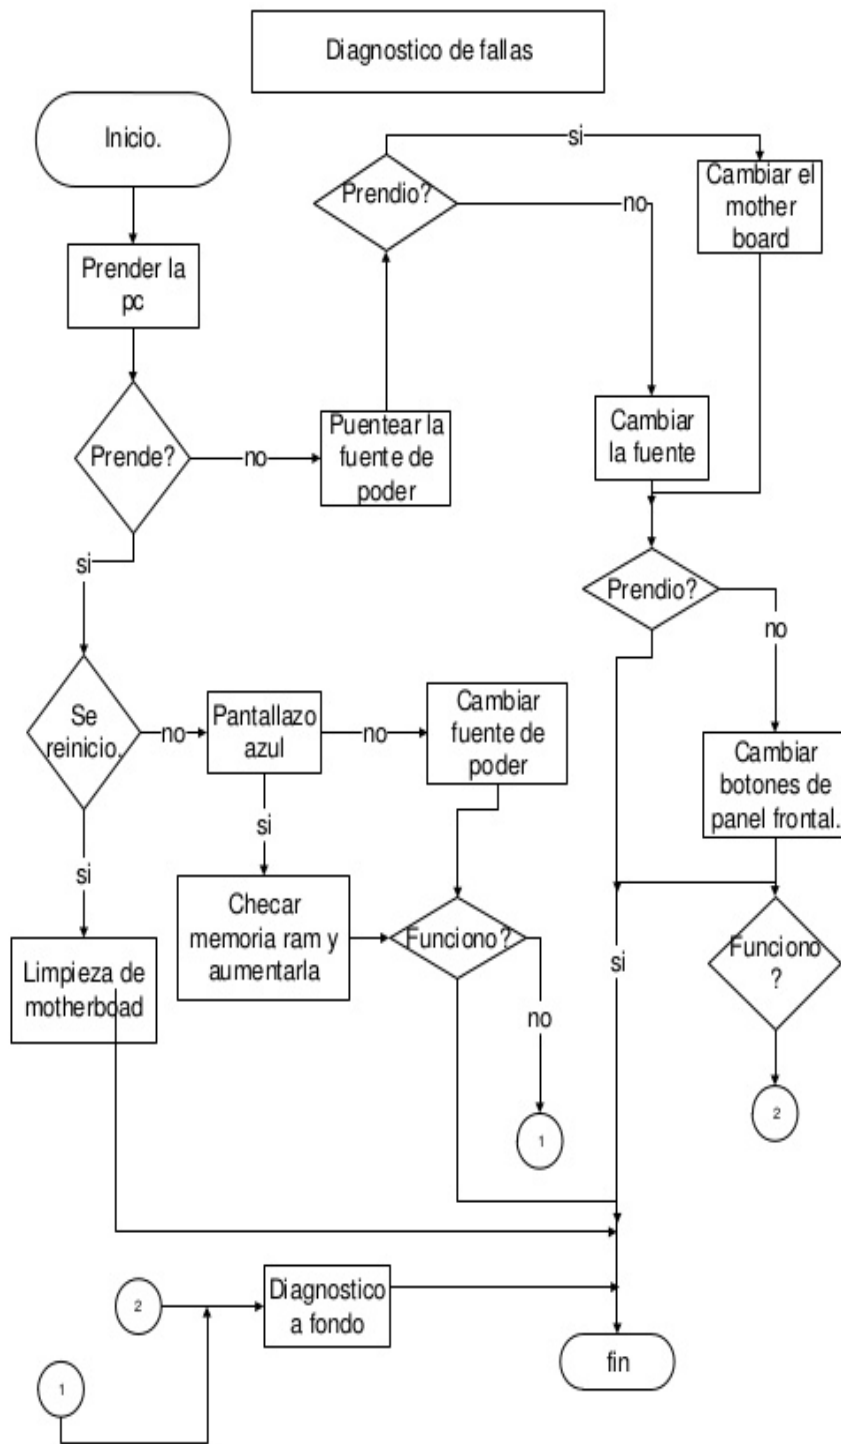 Diagnostico de fallas
Inicio.
Prender la
pc
Prende?
no
Puentear la
fuente de
poder
Prendio?
si
Cambiar el
mother
board
no
Cambiar
la fuente
Prendio?
no
Cambiar
botones de
panel frontal.
si
Funciono
?
2
si
Se
reinicio.
no
Pantallazo
azul
no
Cambiar
fuente de
poder
si
si
Checar
memoria ram y
aumentarla
Funciono?
no
1
Limpieza de
motherboad
2
Diagnostico
a fondo
1
fin